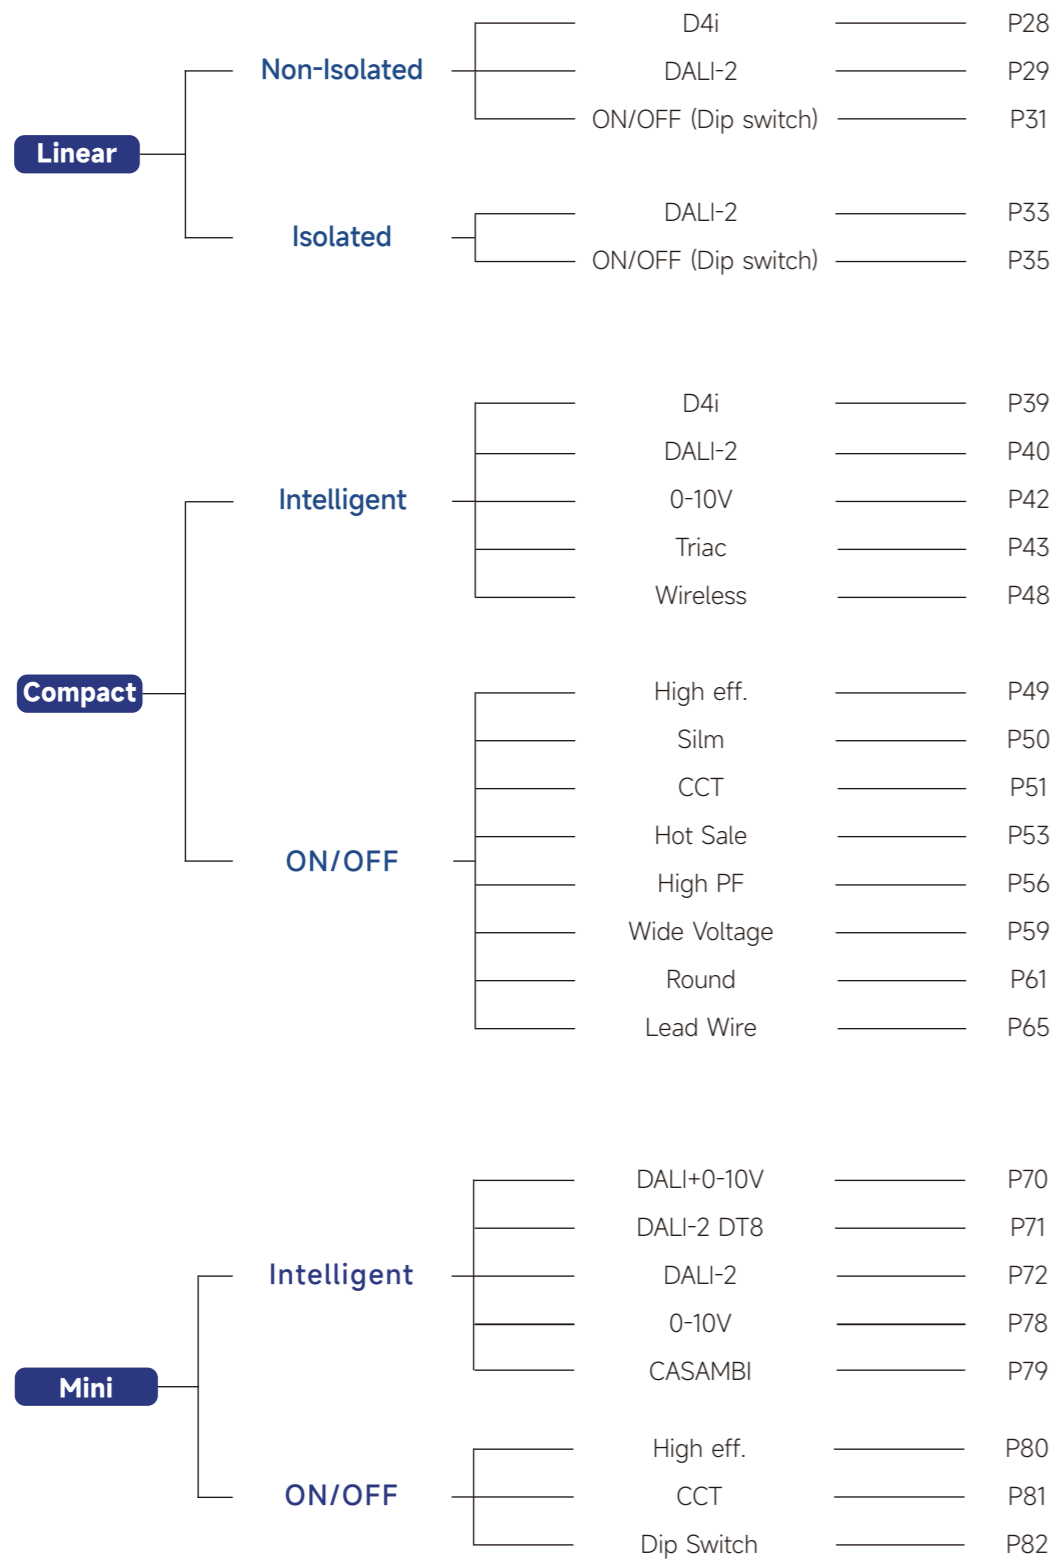 Linear
Non-Isolated
D4i P28
DALI-2 P29
ON/OFF (Dip switch) P31
Isolated
DALI-2 P33
ON/OFF (Dip switch) P35
Compact
Intelligent
D4i P39
DALI-2 P40
0-10V P42
Triac P43
Wireless P48
ON/OFF
High eff. P49
Silm P50
CCT P51
Hot Sale P53
High PF P56
Wide Voltage P59
Round P61
Lead Wire P65
Mini
Intelligent
DALI+0-10V P70
DALI-2 DT8 P71
DALI-2 P72
0-10V P78
CASAMBI P79
ON/OFF
High eff. P80
CCT P81
Dip Switch P82